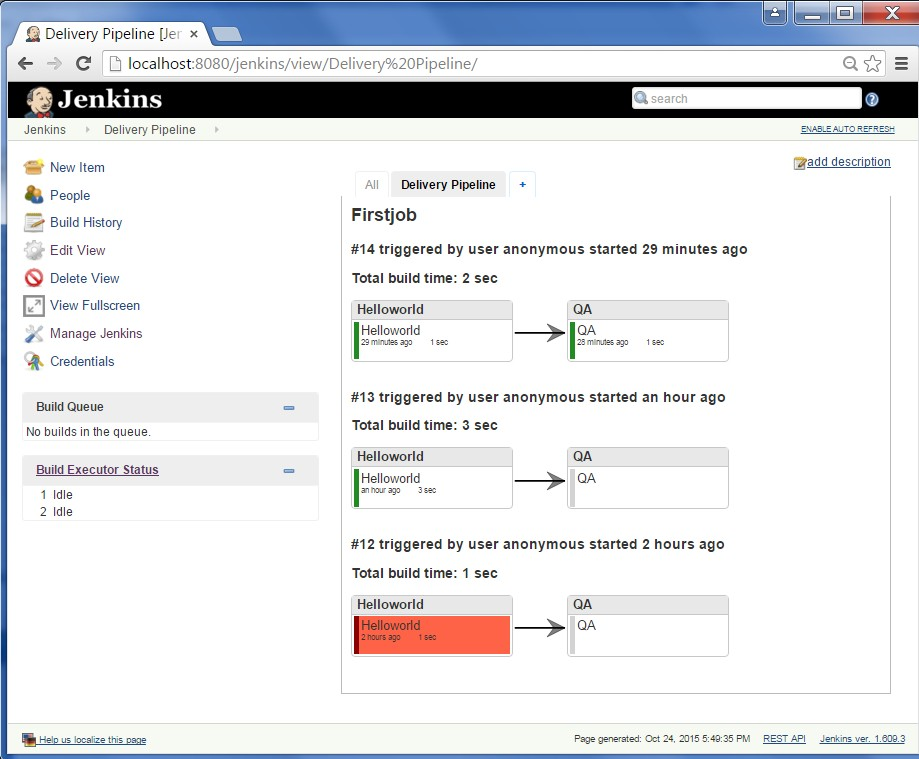 Delivery Pipeline [Jer
localhost:8080/jenkins/view/Delivery%20Pipeline/
Jenkins
search
Jenkins
Delivery Pipeline
ENABLE AUTO REFRESH
add description
New Item
People
Build History
Edit View
Delete View
View Fullscreen
Manage Jenkins
Credentials
Build Queue
No builds in the queue.
Build Executor Status
1 Idle
2 Idle
All
Delivery Pipeline
+
Firstjob
#14 triggered by user anonymous started 29 minutes ago
Total build time: 2 sec
Helloworld
Helloworld
29 minutes ago 1 sec
QA
QA
28 minutes ago 1 sec
#13 triggered by user anonymous started an hour ago
Total build time: 3 sec
Helloworld
Helloworld
an hour ago 3 sec
QA
QA
#12 triggered by user anonymous started 2 hours ago
Total build time: 1 sec
Helloworld
Helloworld
2 hours ago 1 sec
QA
QA
Help us localize this page
Page generated: Oct 24, 2015 5:49:35 PM
REST API
Jenkins ver. 1.609.3